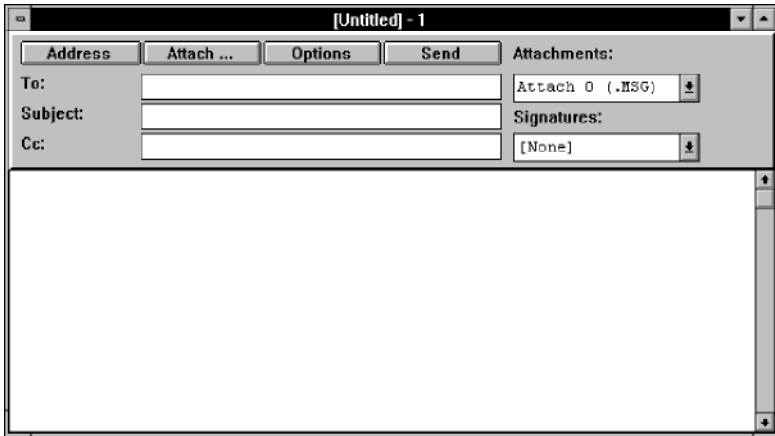 [Untitled] - 1
Address Attach ... Options Send Attachments:
To: Attach 0 (.MSG)
Subject: Signatures:
Cc: [None]